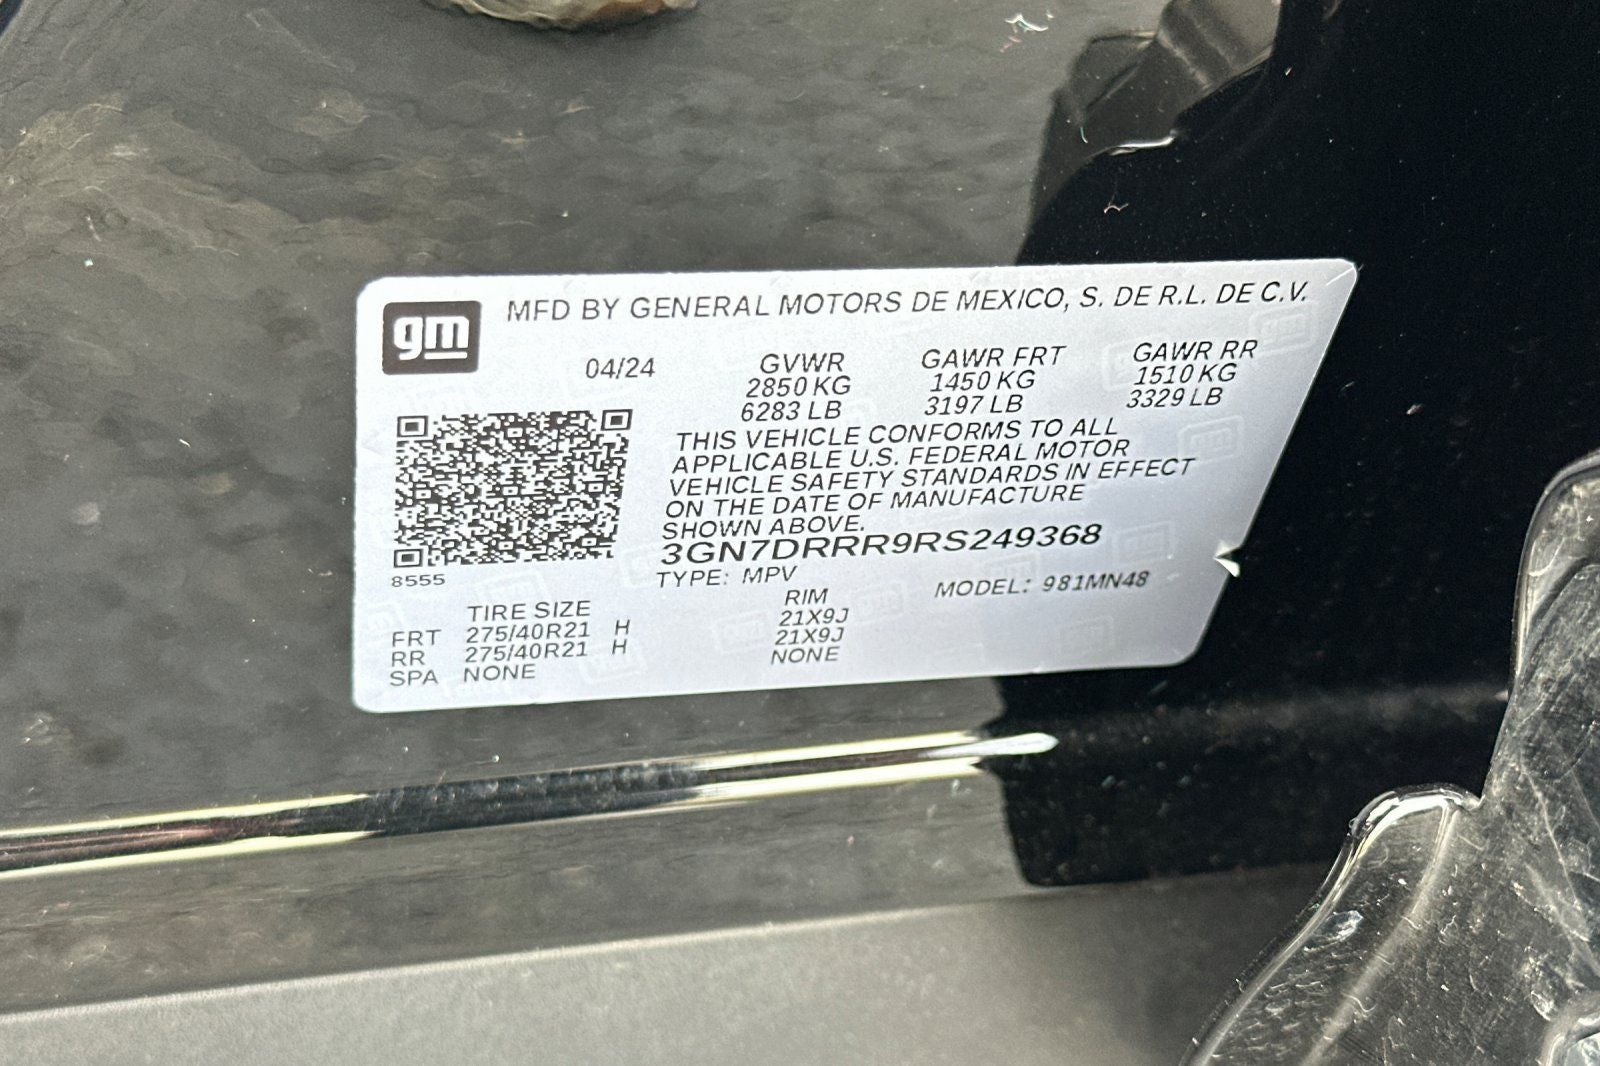 gm
MFD BY GENERAL MOTORS DE MEXICO, S. DE R.L. DE C.V.
04/24 GVWR GAWR FRT GAWR RR
2850 KG 1450 KG 1510 KG
6283 LB 3197 LB 3329 LB
THIS VEHICLE CONFORMS TO ALL
APPLICABLE U.S. FEDERAL MOTOR
VEHICLE SAFETY STANDARDS IN EFFECT
ON THE DATE OF MANUFACTURE
SHOWN ABOVE.
3GN7DRRR9RS249368
8555 TYPE: MPV MODEL: 981MN48
TIRE SIZE RIM
FRT 275/40R21 H 21X9J
RR 275/40R21 H 21X9J
SPA NONE NONE